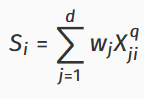 S_i = \sum_{j=1}^{d} w_j X_{ji}^{q}